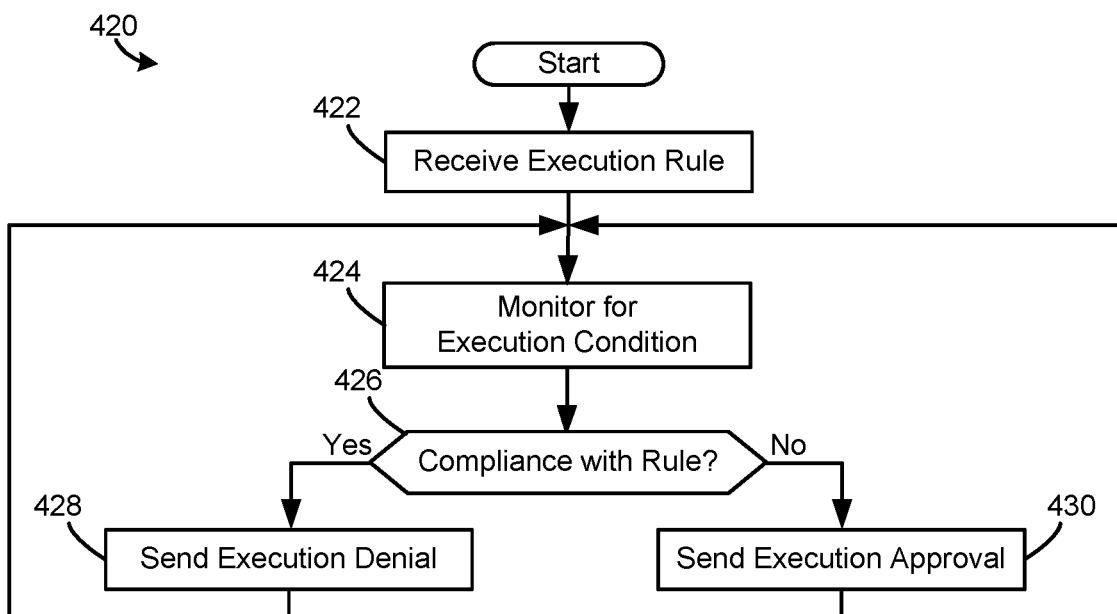 420
Start
422
Receive Execution Rule
424
Monitor for
Execution Condition
426
Yes
Compliance with Rule?
No
428
Send Execution Denial
Send Execution Approval
430